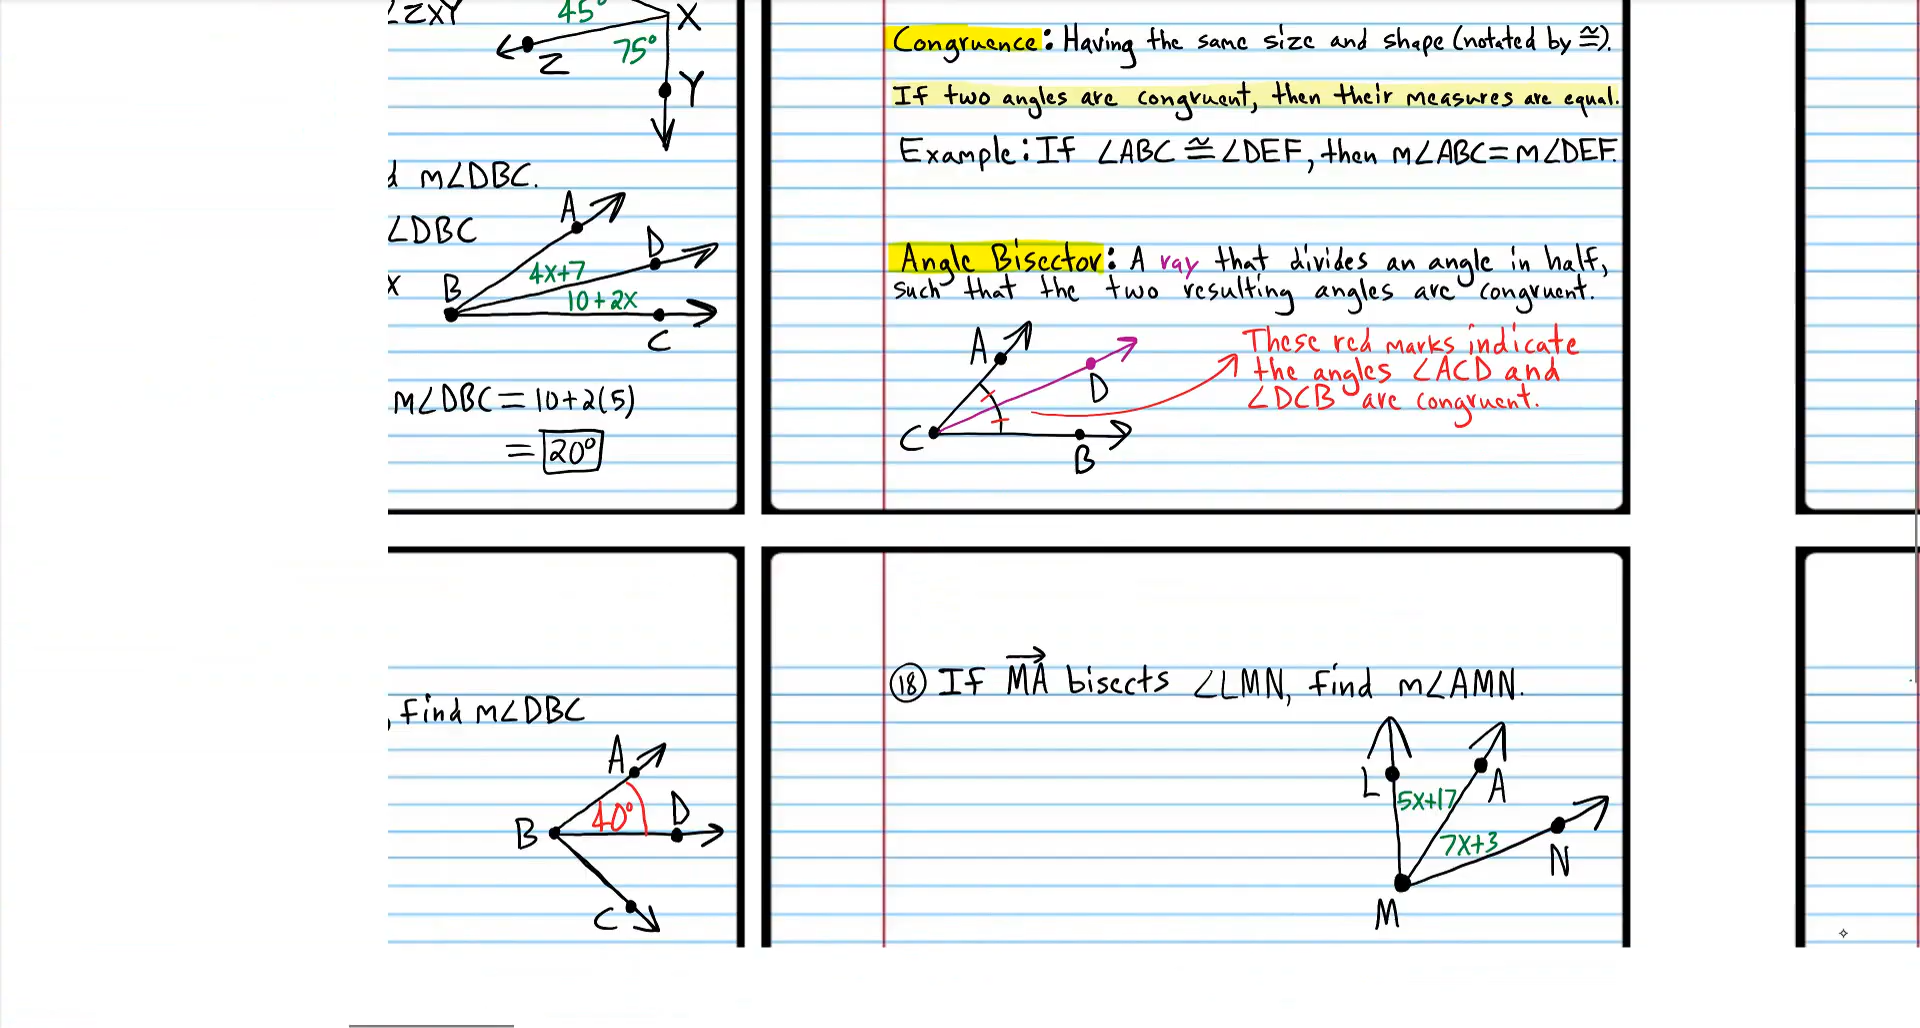 ∠ZXY
45°
X
75°
Z
Y
m∠DBC.
A
∠DBC
D
4x+7
x
B
10+2x
C
m∠DBC=10+2(5)
=20°
Congruence: Having the same size and shape (notated by ≅).
If two angles are congruent, then their measures are equal.
Example: If ∠ABC ≅ ∠DEF, then m∠ABC=m∠DEF.
Angle Bisector: A ray that divides an angle in half,
such that the two resulting angles are congruent.
A
D
C
B
These red marks indicate
the angles ∠ACD and
∠DCB are congruent.
, find m∠DBC
A
40°
D
B
C
18 If MA bisects ∠LMN, find m∠AMN.
L
A
5x+17
7x+3
N
M